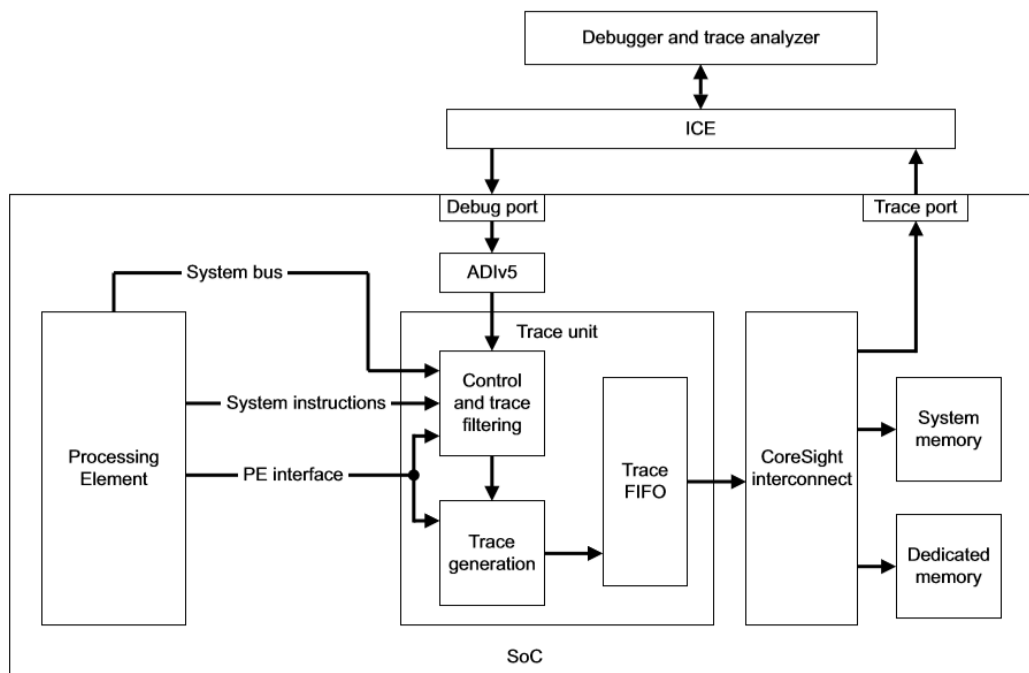 Debugger and trace analyzer
ICE
Debug port
Trace port
ADIv5
System bus
Trace unit
Control
and trace
filtering
System instructions
System
memory
Processing
Element
PE interface
Trace
FIFO
CoreSight
interconnect
Trace
generation
Dedicated
memory
SoC